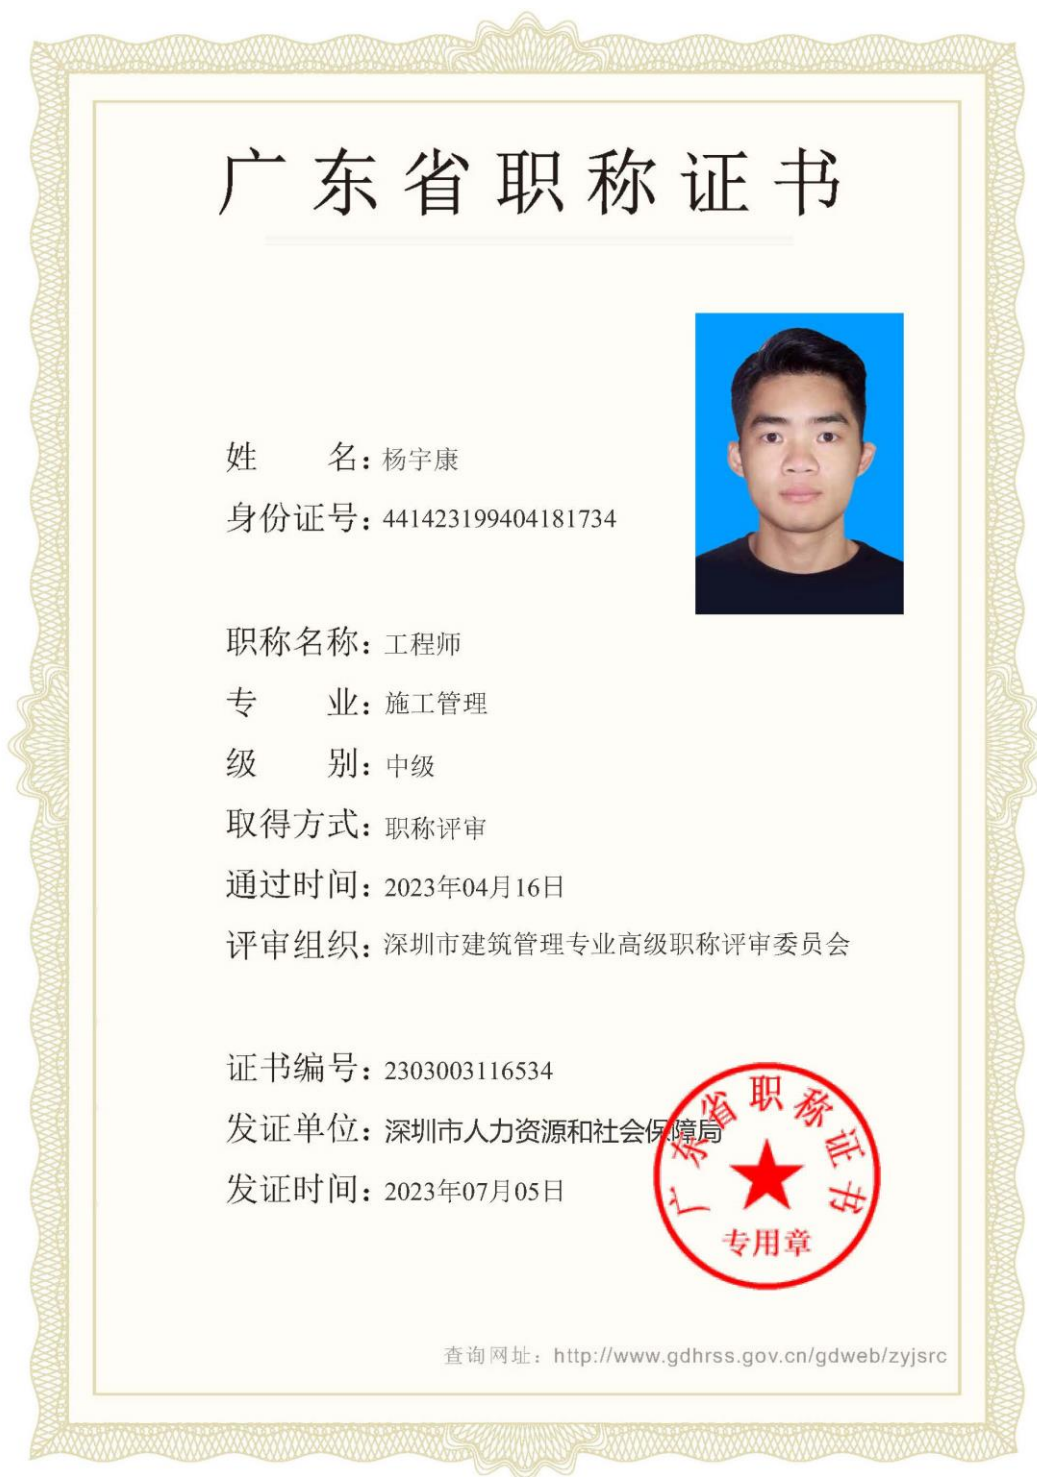 广东省职称证书
姓 名：杨宇康
身份证号：441423199404181734
职称名称：工程师
专 业：施工管理
级 别：中级
取得方式：职称评审
通过时间：2023年04月16日
评审组织：深圳市建筑管理专业高级职称评审委员会
证书编号：2303003116534
发证单位：深圳市人力资源和社会保障局
发证时间：2023年07月05日
广东省职称证书
专用章
查询网址：http://www.gdhrss.gov.cn/gdweb/zyjsrc